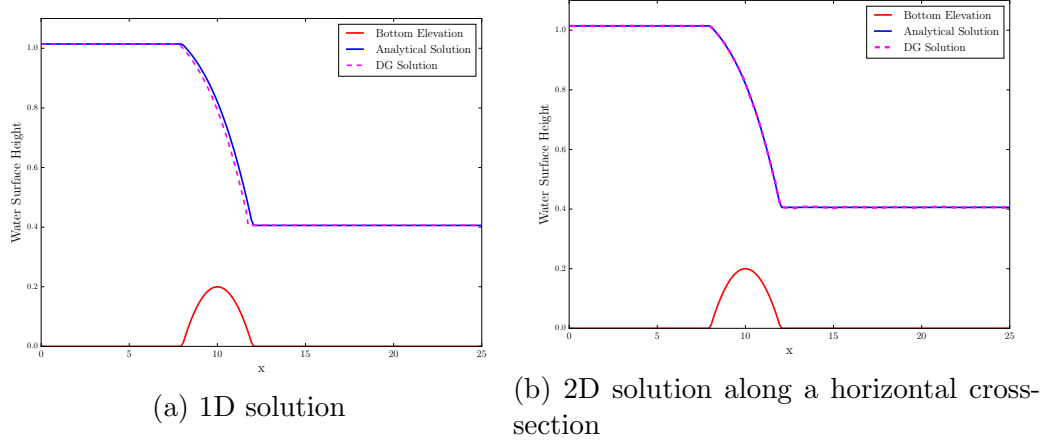 Water Surface Height
1.0
0.8
0.6
0.4
0.2
0.0
0
5
10
15
20
25
x
Bottom Elevation
Analytical Solution
DG Solution
(a) 1D solution
Water Surface Height
1.0
0.8
0.6
0.4
0.2
0.0
0
5
10
15
20
25
x
Bottom Elevation
Analytical Solution
DG Solution
(b) 2D solution along a horizontal cross-
section